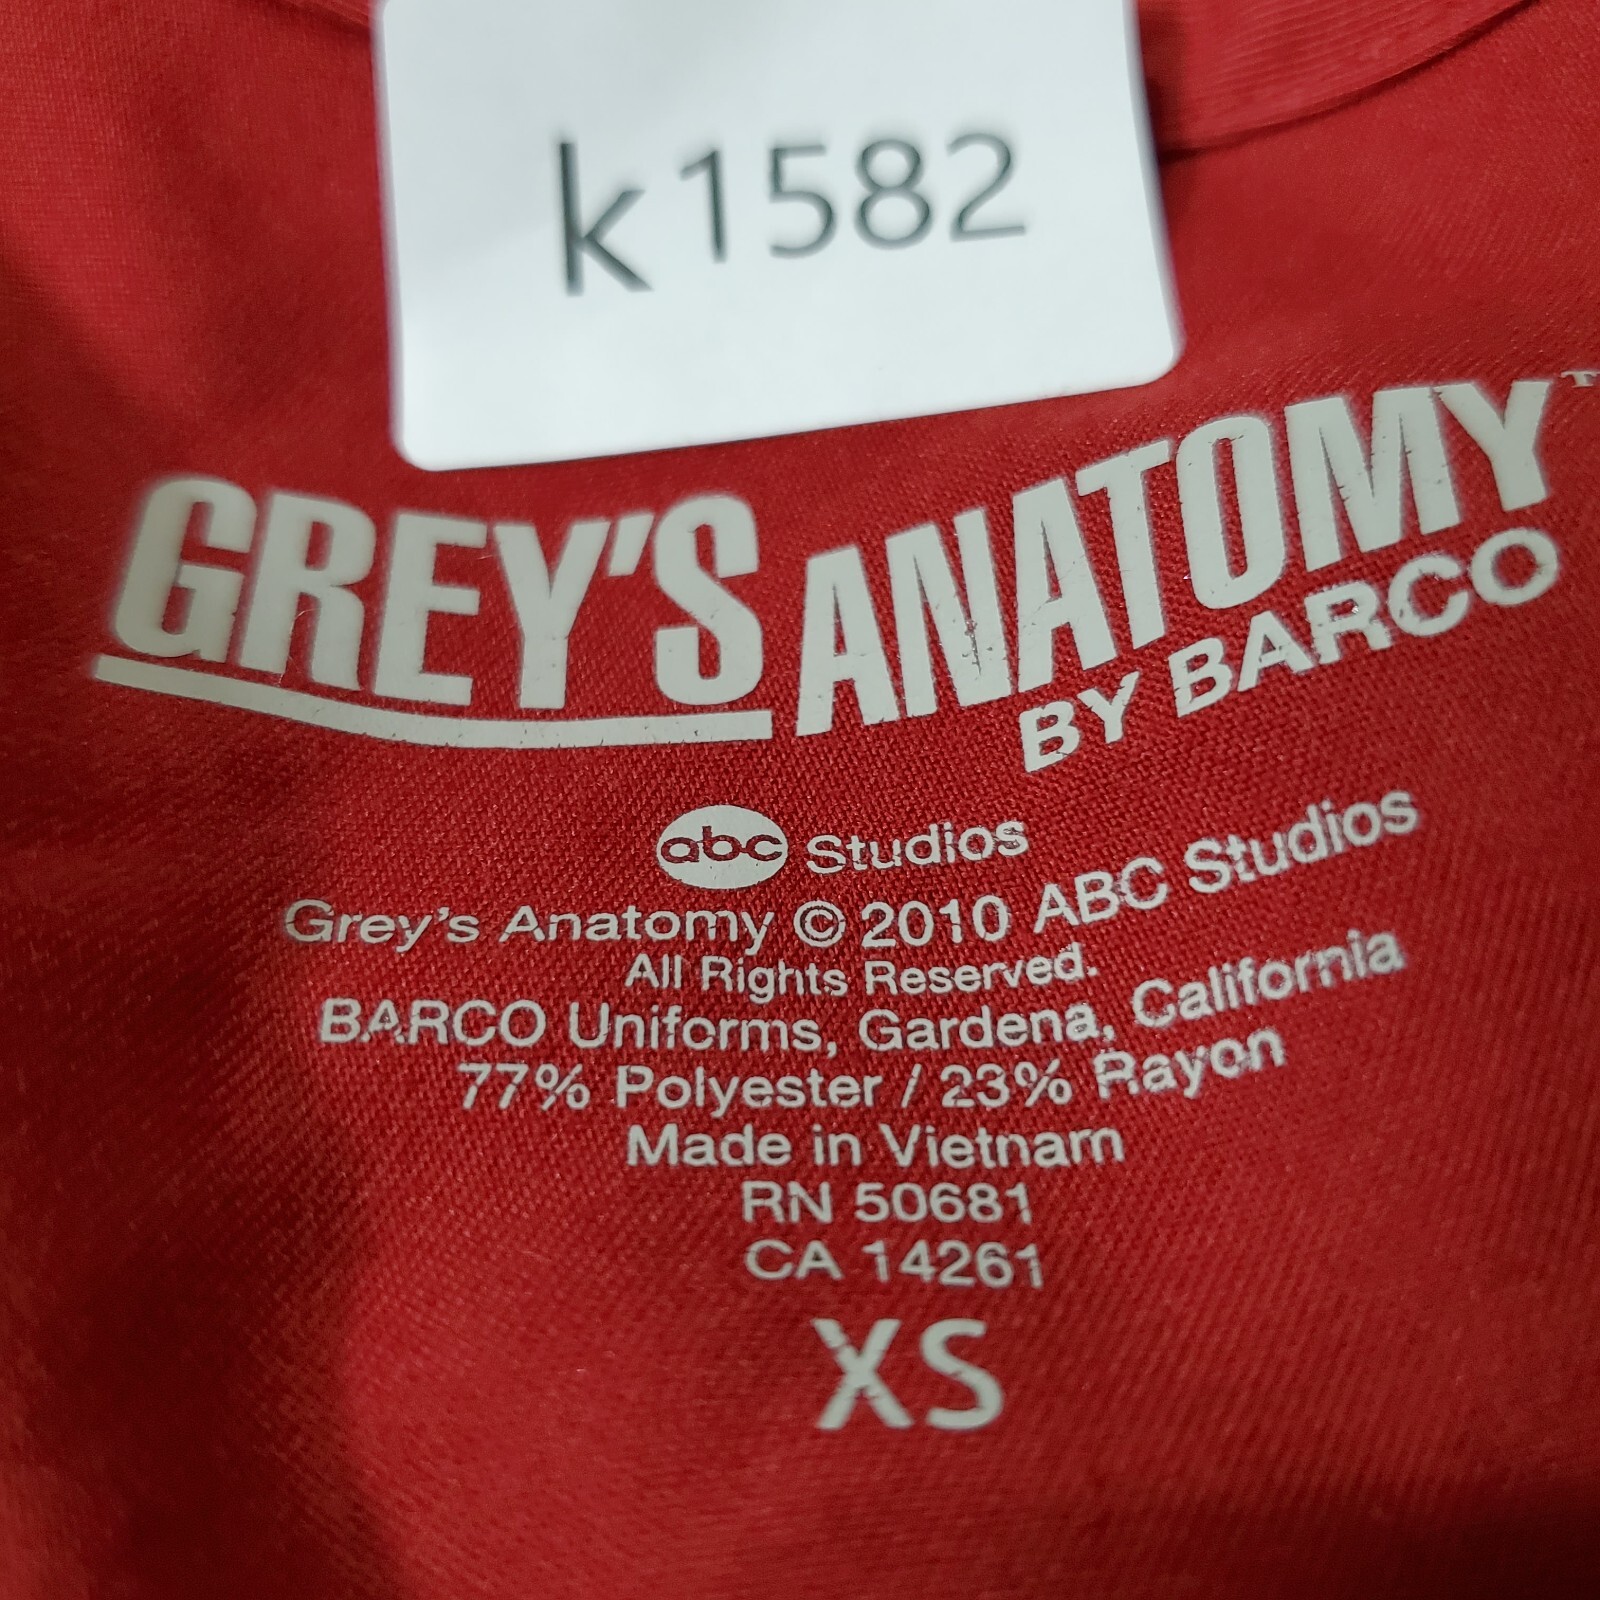 k1582
GREY'S ANATOMY™
BY BARCO
abc Studios
Grey's Anatomy © 2010 ABC Studios
All Rights Reserved.
BARCO Uniforms, Gardena, California
77% Polyester / 23% Rayon
Made in Vietnam
RN 50681
CA 14261
XS